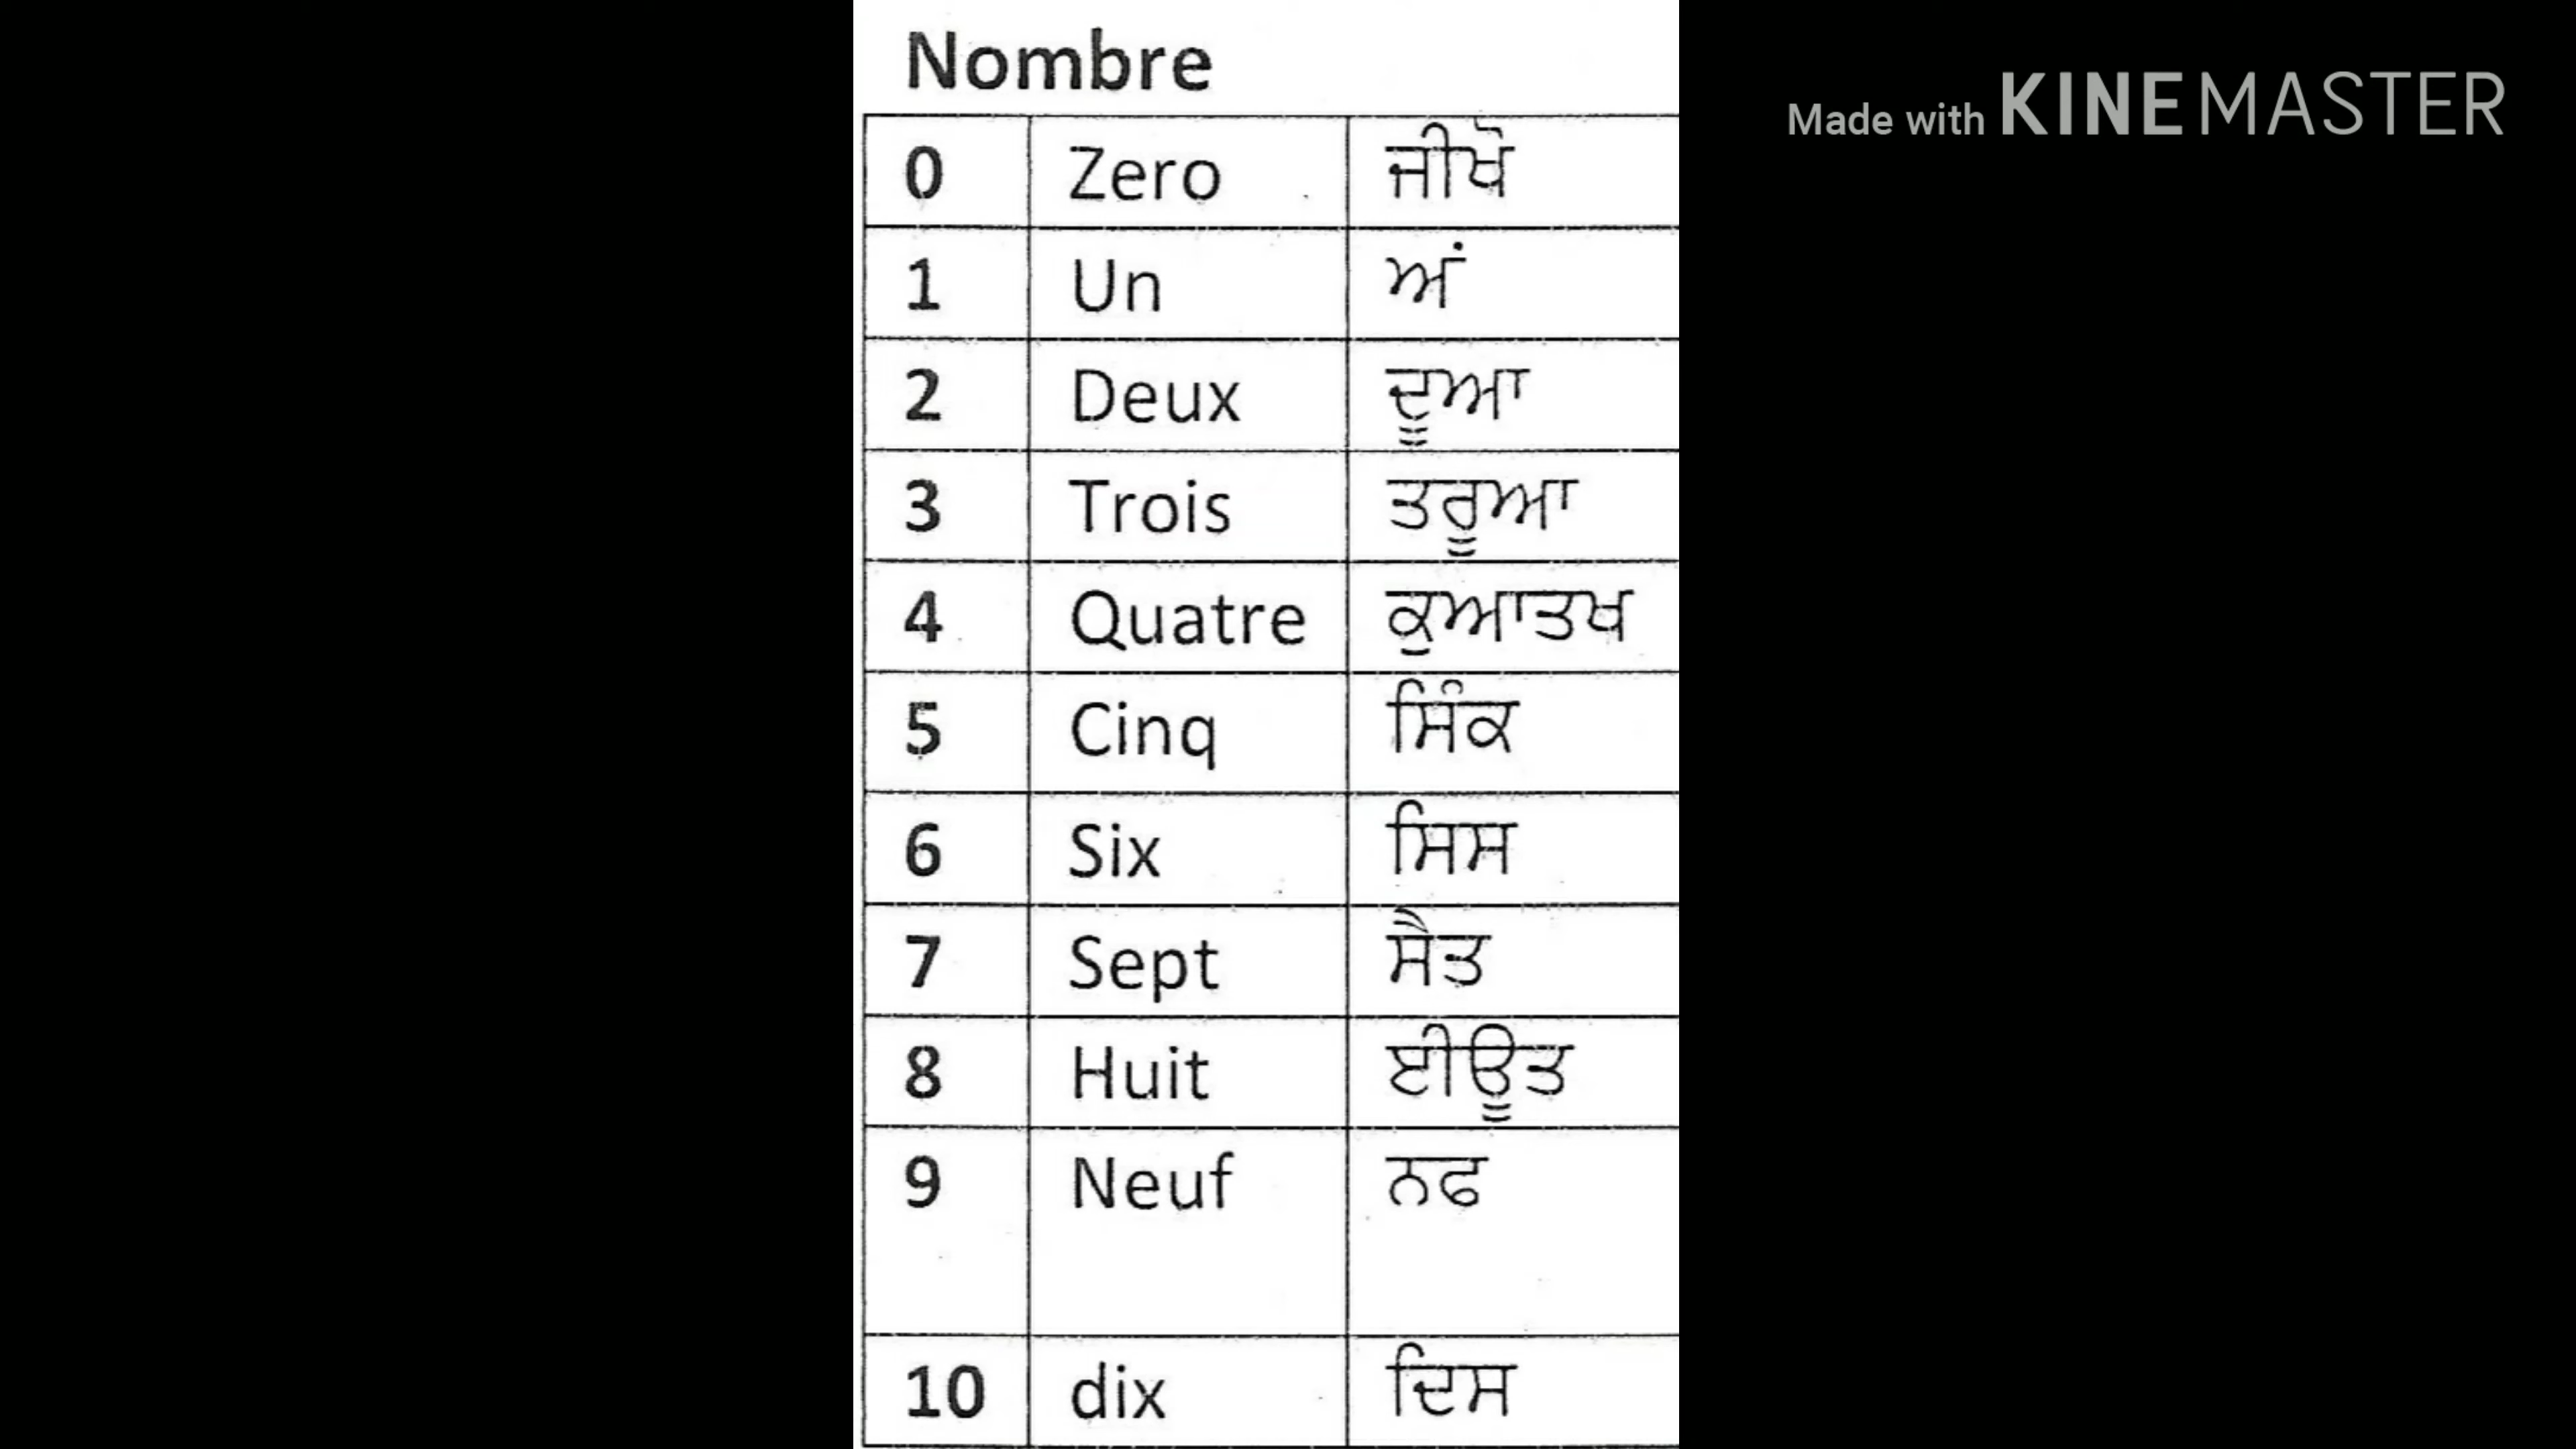 Nombre
Made with KINEMASTER
0 Zero ਜੀਖੋ
1 Un ਅਂ
2 Deux ਦੂਆ
3 Trois ਤਰੂਆ
4 Quatre ਕੁਆਤਖ
5 Cinq ਸਿੰਕ
6 Six ਸਿਸ
7 Sept ਸੈਤ
8 Huit ਈਊਤ
9 Neuf ਨਫ
10 dix ਦਿਸ